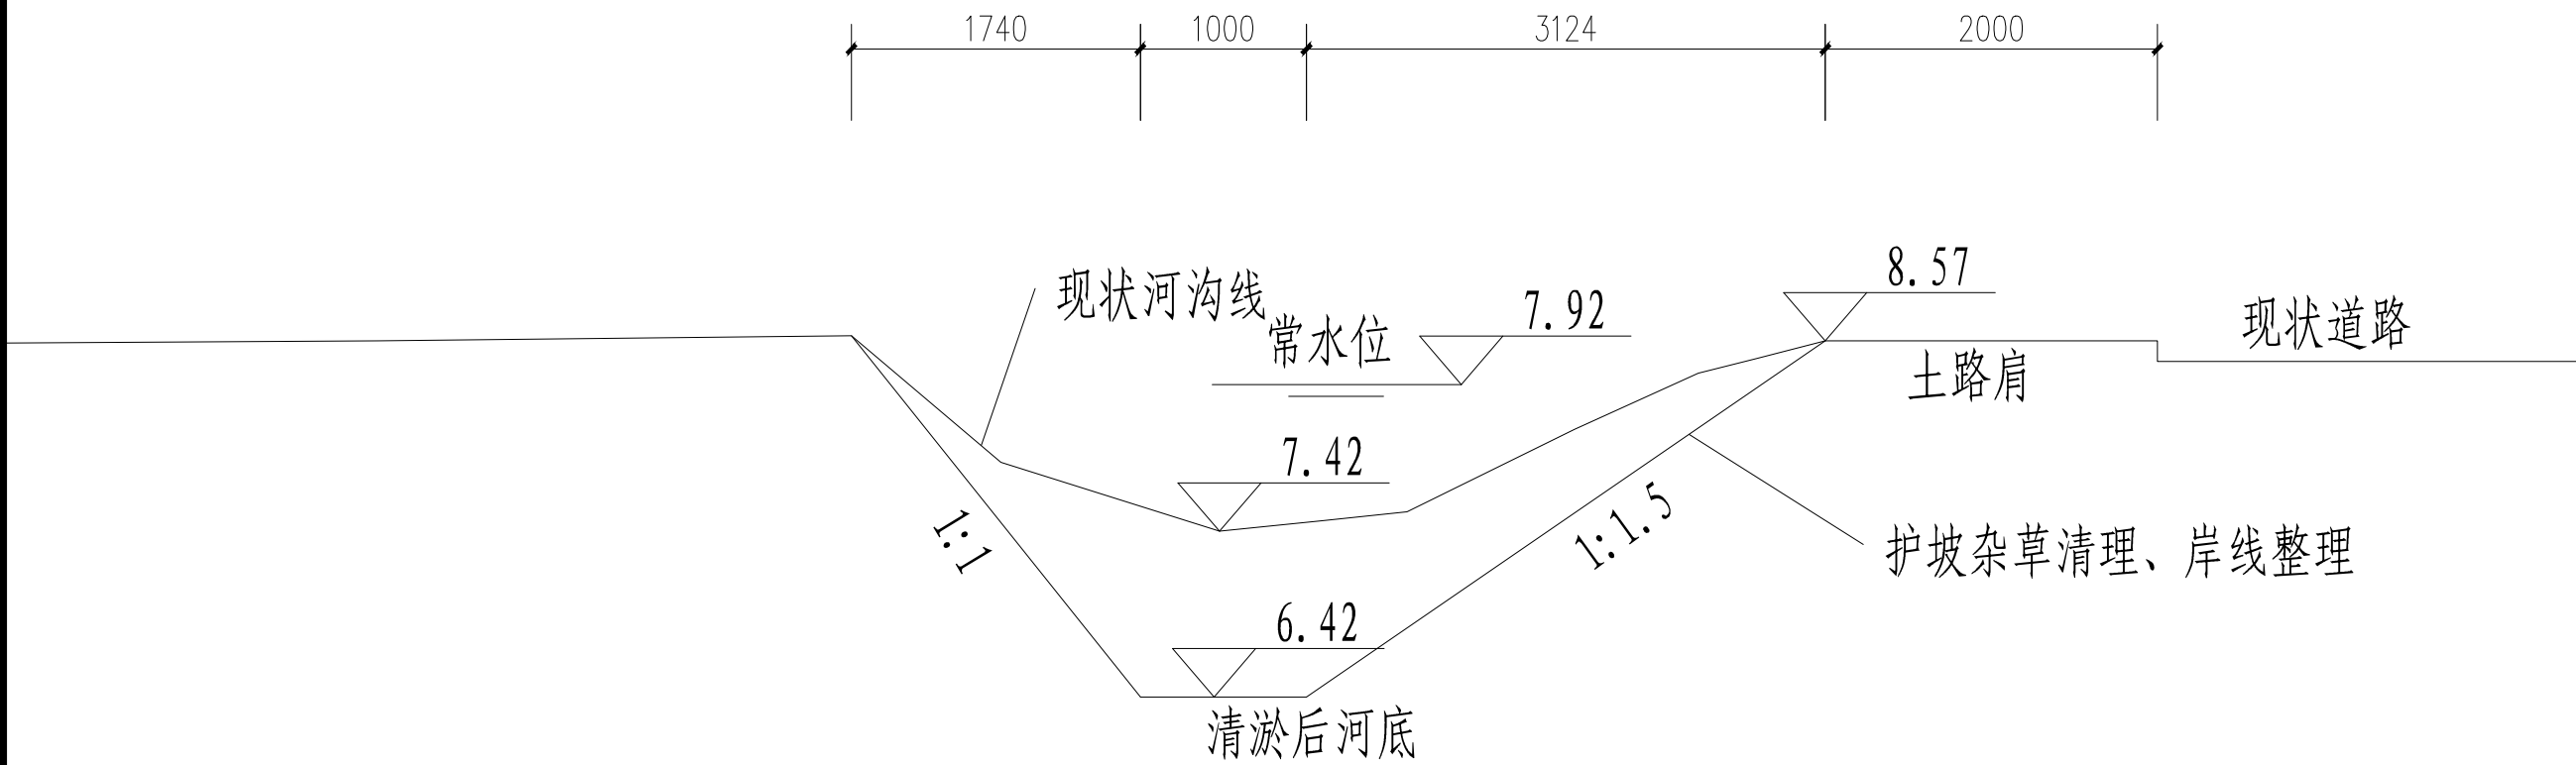 1740 1000 3124 2000
8.57
现状河沟线
7.92
现状道路
常水位
土路肩
7.42
1:1
1:1.5
护坡杂草清理、岸线整理
6.42
清淤后河底